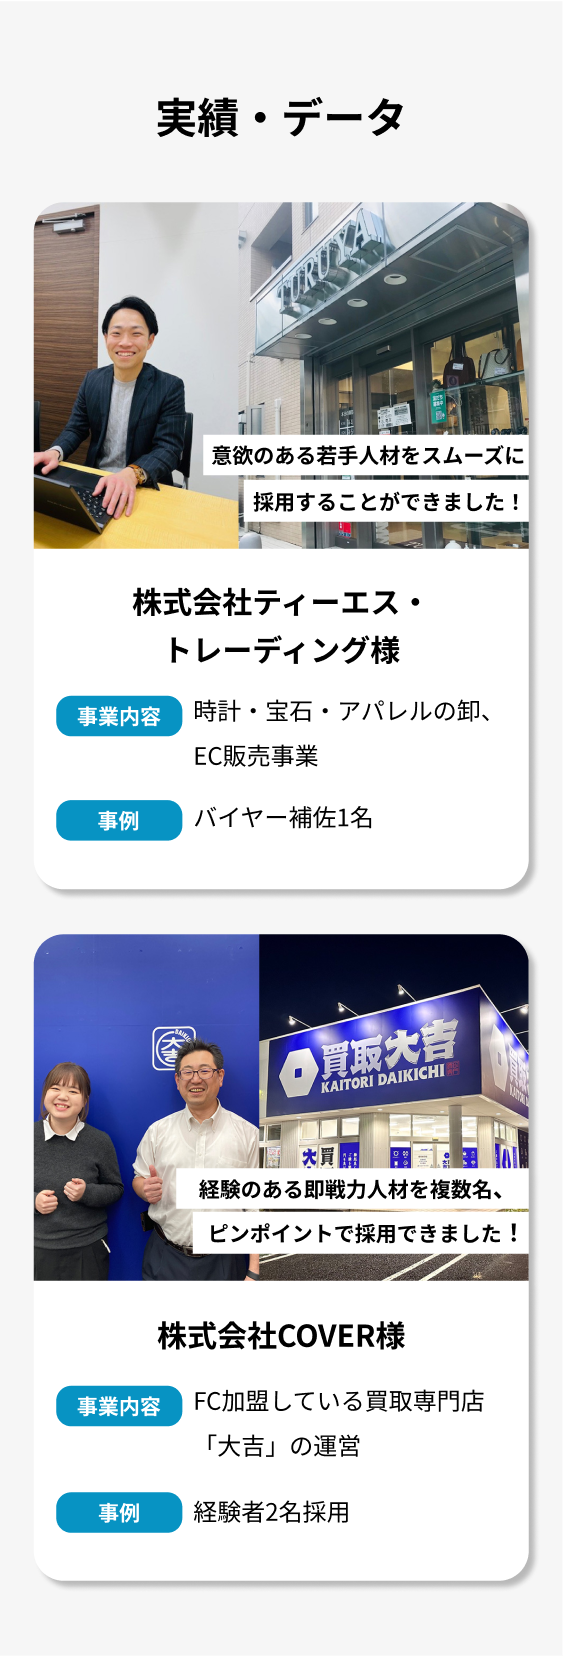 実績・データ
TURUYA
意欲のある若手人材をスムーズに
採用することができました！
株式会社ティーエス・
トレーディング様
事業内容
時計・宝石・アパレルの卸、
EC販売事業
事例
バイヤー補佐1名
大吉
買取大吉
KAITORI DAIKICHI
経験のある即戦力人材を複数名、
ピンポイントで採用できました！
株式会社COVER様
事業内容
FC加盟している買取専門店
「大吉」の運営
事例
経験者2名採用